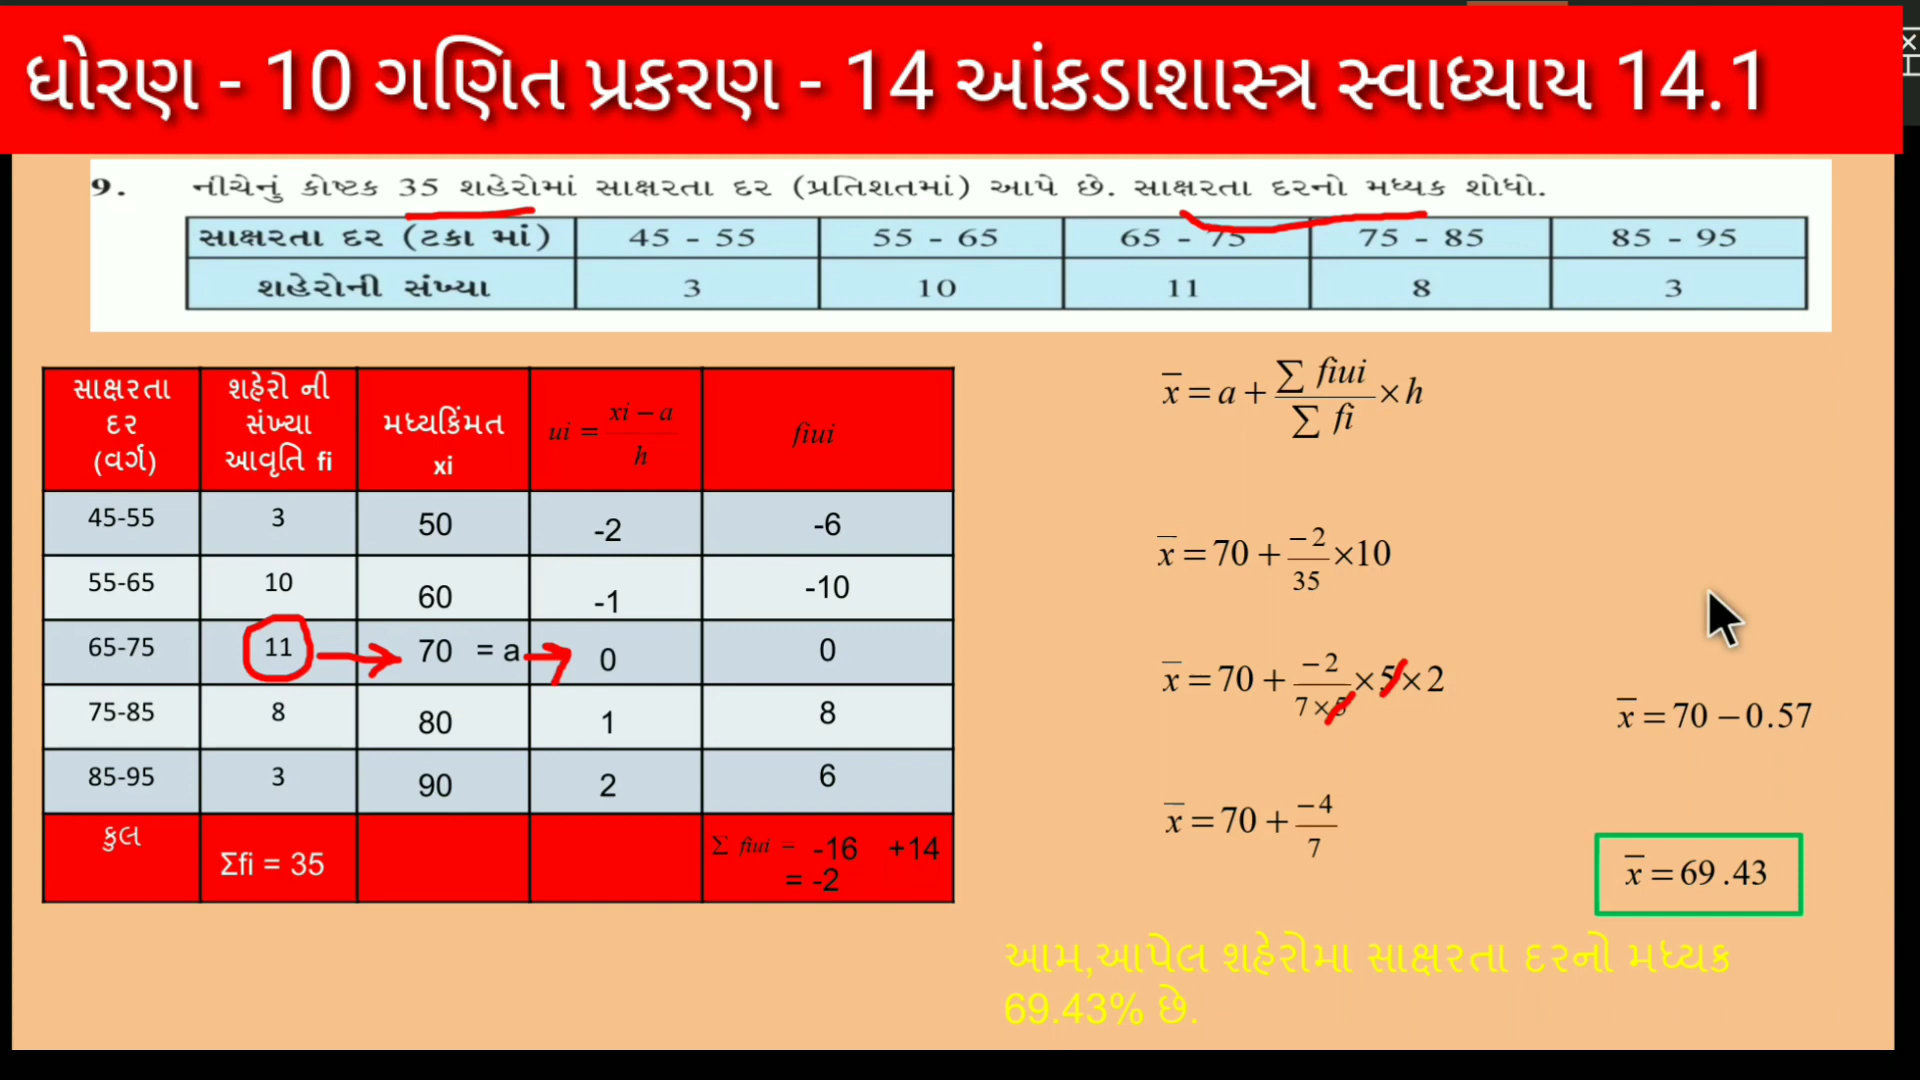 ધોરણ - 10 ગણિત પ્રકરણ - 14 આંકડાશાસ્ત્ર સ્વાધ્યાય 14.1
9. નીચેનું કોષ્ટક 35 શહેરોમાં સાક્ષરતા દર (પ્રતિશતમાં) આપે છે. સાક્ષરતા દરનો મધ્યક શોધો.
સાક્ષરતા દર (ટકા માં) 45 - 55 55 - 65 65 - 75 75 - 85 85 - 95
શહેરોની સંખ્યા 3 10 11 8 3
સાક્ષરતા દર (વર્ગ) શહેરો ની સંખ્યા આવૃતિ fi મધ્યકિંમત xi ui = (xi − a)/h fiui
45-55 3 50 -2 -6
55-65 10 60 -1 -10
65-75 11 70 = a 0 0
75-85 8 80 1 8
85-95 3 90 2 6
કુલ Σfi = 35 ∑ fiui = -16 +14
= -2
x̄ = a + (∑ fiui)/(∑ fi) × h
x̄ = 70 + (−2)/35 × 10
x̄ = 70 + (−2)/(7 × 5) × 5 × 2
x̄ = 70 + (−4)/7
x̄ = 70 − 0.57
x̄ = 69 .43
આમ,આપેલ શહેરોમા સાક્ષરતા દરનો મધ્યક
69.43% છે.